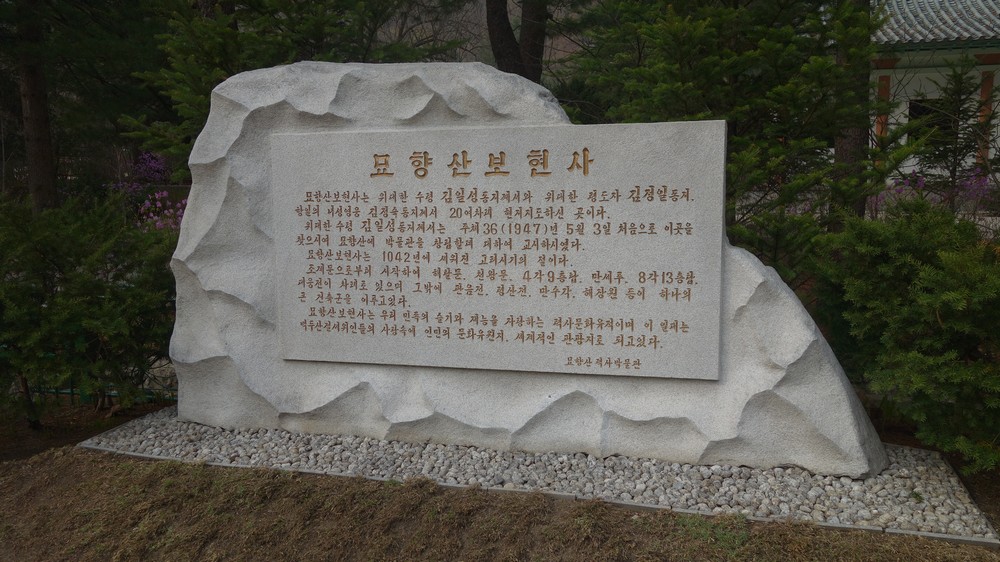 묘향산보현사
묘향산보현사는 위대한 수령 김일성동지께서와 위대한 령도자 김정일동지,
항일의 녀성영웅 김정숙동지께서 20여차례 현지지도하신 곳이다.
위대한 수령 김일성동지께서는 주체36(1947)년 5월 3일 처음으로 이곳을
찾으시여 묘향산에 박물관을 창립할데 대하여 교시하시였다.
묘향산보현사는 1042년에 세워진 고려시기의 절이다.
조계문으로부터 시작하여 해탈문, 천왕문, 4각9층탑, 만세루, 8각13층탑,
대웅전이 차례로 있으며 그밖에 관음전, 령산전, 만수각, 해장원 등이 하나의
큰 건축군을 이루고있다.
묘향산보현사는 우리 민족의 슬기와 재능을 자랑하는 력사문화유적이며 이 일대는
백두산절세위인들의 사랑속에 인민의 문화유원지, 세계적인 관광지로 되고있다.
묘향산력사박물관